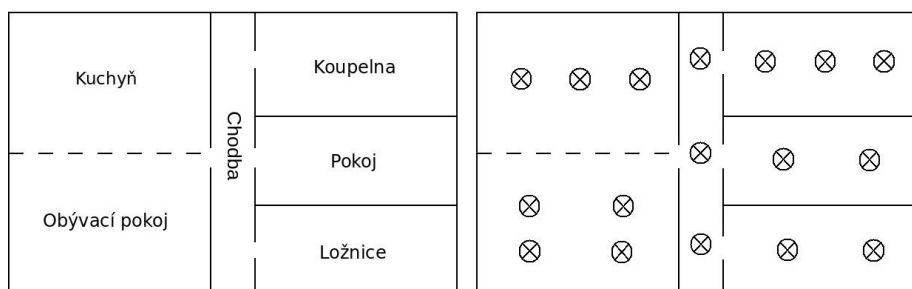 Kuchyň
Koupelna
Chodba
Pokoj
Obývací pokoj
Ložnice